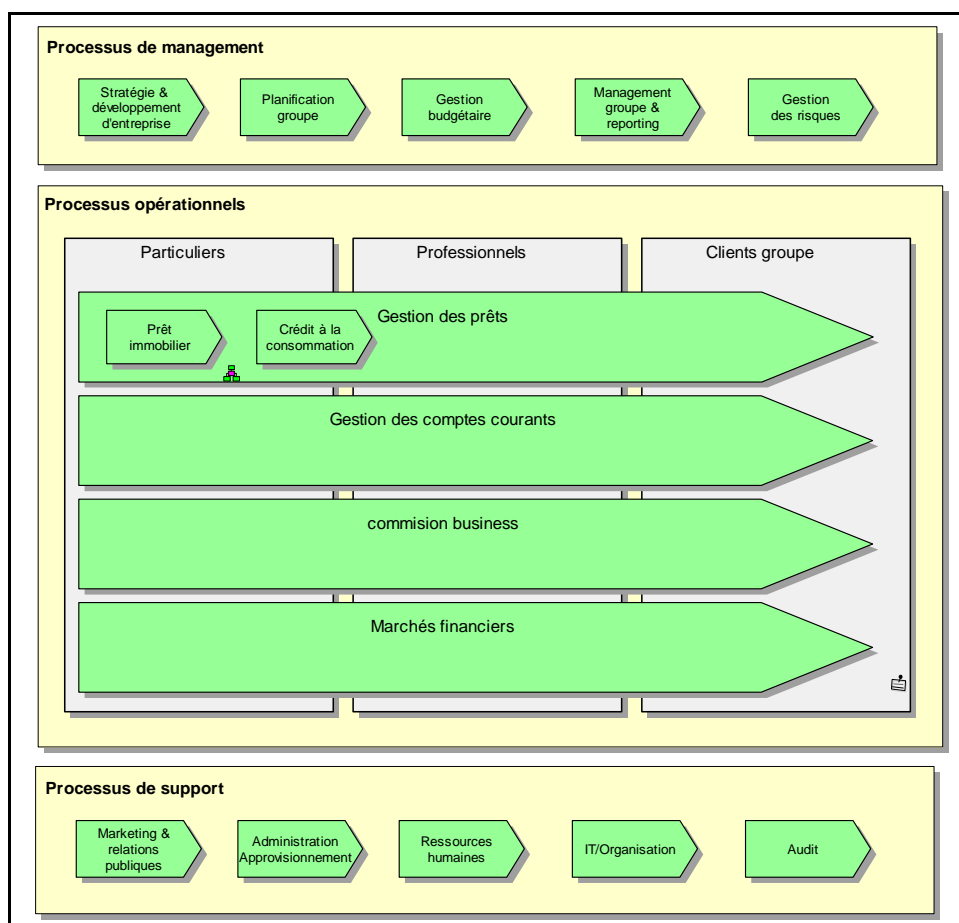 Processus de management
Stratégie &
développement
d'entreprise
Planification
groupe
Gestion
budgétaire
Management
groupe &
reporting
Gestion
des risques
Processus opérationnels
Particuliers
Professionnels
Clients groupe
Gestion des prêts
Prêt
immobilier
Crédit à la
consommation
Gestion des comptes courants
commision business
Marchés financiers
Processus de support
Marketing &
relations
publiques
Administration
Approvisionnement
Ressources
humaines
IT/Organisation
Audit